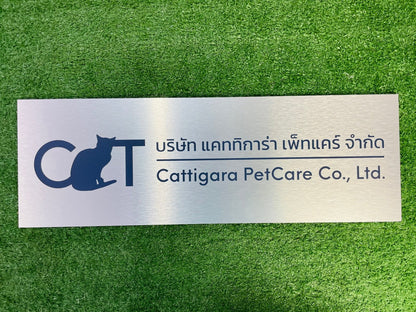 CAT
บริษัท แคททิการ่า เพ็ทแคร์ จำกัด
Cattigara PetCare Co., Ltd.